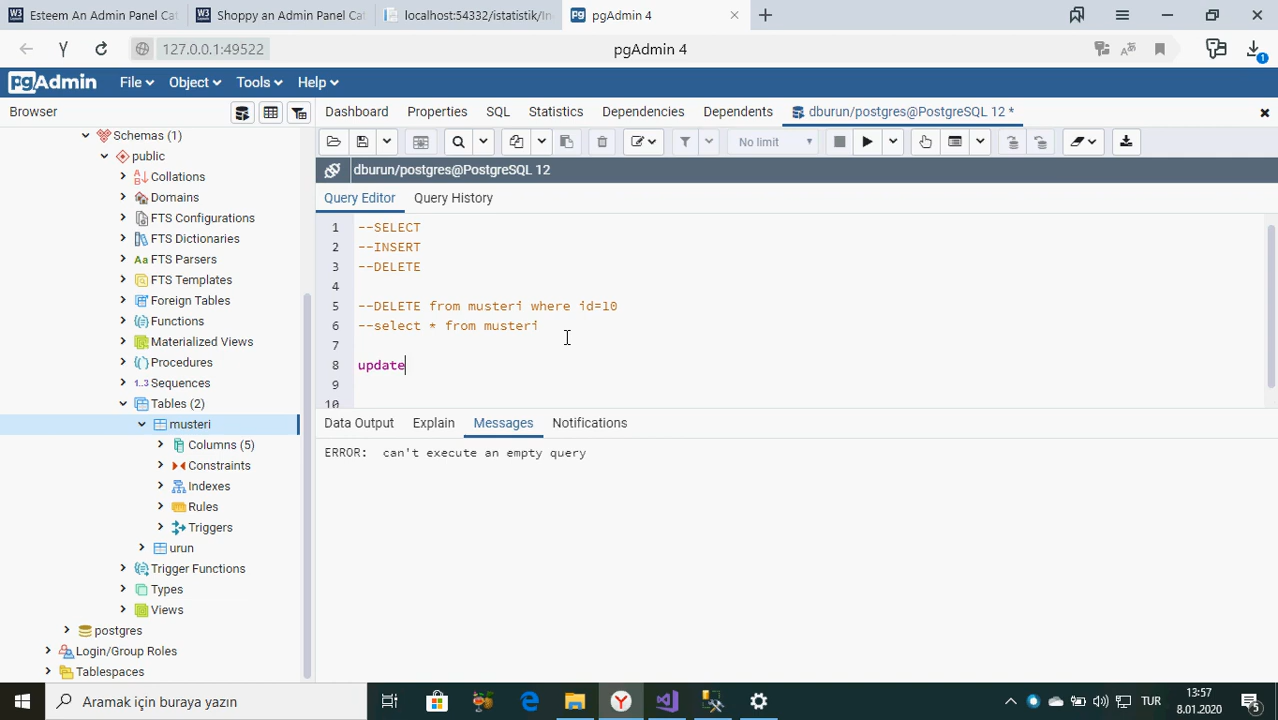 Esteem An Admin Panel Cat
Shoppy an Admin Panel Cat
localhost:54332/istatistik/In
pgAdmin 4
127.0.0.1:49522
pgAdmin 4
1
pgAdmin
File
Object
Tools
Help
Browser
Dashboard
Properties
SQL
Statistics
Dependencies
Dependents
dburun/postgres@PostgreSQL 12 *
No limit
dburun/postgres@PostgreSQL 12
Query Editor
Query History
1 --SELECT
2 --INSERT
3 --DELETE
4
5 --DELETE from musteri where id=10
6 --select * from musteri
7
8 update
9
10
Data Output
Explain
Messages
Notifications
ERROR: can't execute an empty query
Schemas (1)
public
Collations
Domains
FTS Configurations
FTS Dictionaries
Aa FTS Parsers
FTS Templates
Foreign Tables
Functions
Materialized Views
Procedures
1..3 Sequences
Tables (2)
musteri
Columns (5)
Constraints
Indexes
Rules
Triggers
urun
Trigger Functions
Types
Views
postgres
Login/Group Roles
Tablespaces
Aramak için buraya yazın
TUR
13:57
8.01.2020
5